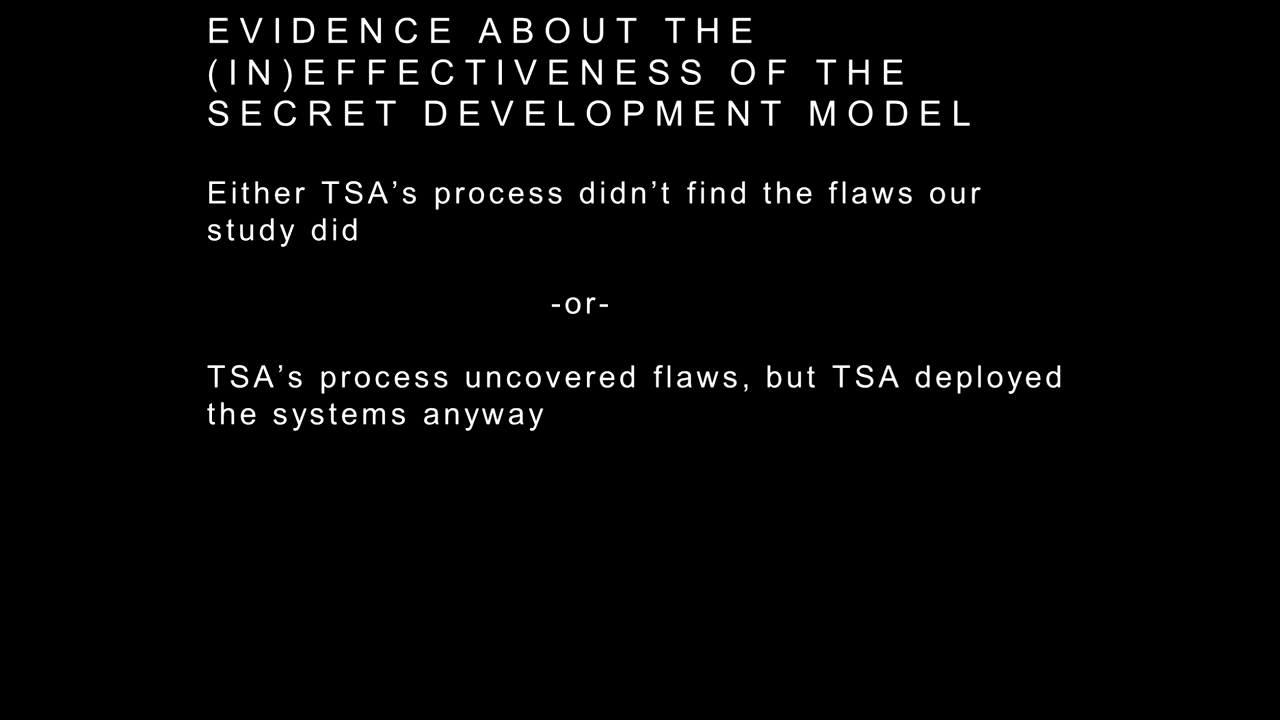 EVIDENCE ABOUT THE
(IN)EFFECTIVENESS OF THE
SECRET DEVELOPMENT MODEL
Either TSA’s process didn’t find the flaws our
study did
-or-
TSA’s process uncovered flaws, but TSA deployed
the systems anyway